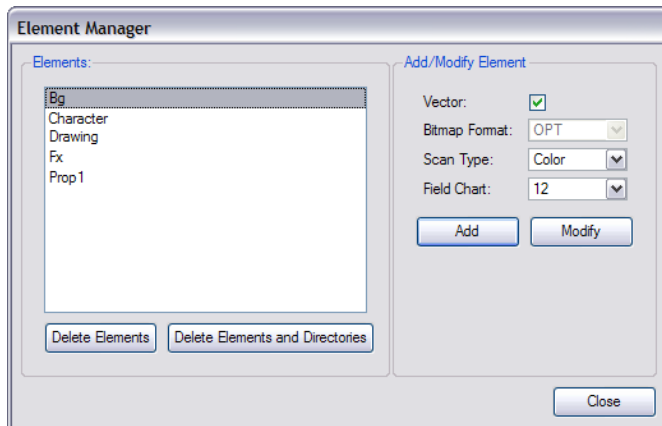 Element Manager
Elements:
Bg
Character
Drawing
Fx
Prop1
Delete Elements
Delete Elements and Directories
Add/Modify Element
Vector:
Bitmap Format: OPT
Scan Type: Color
Field Chart: 12
Add Modify
Close